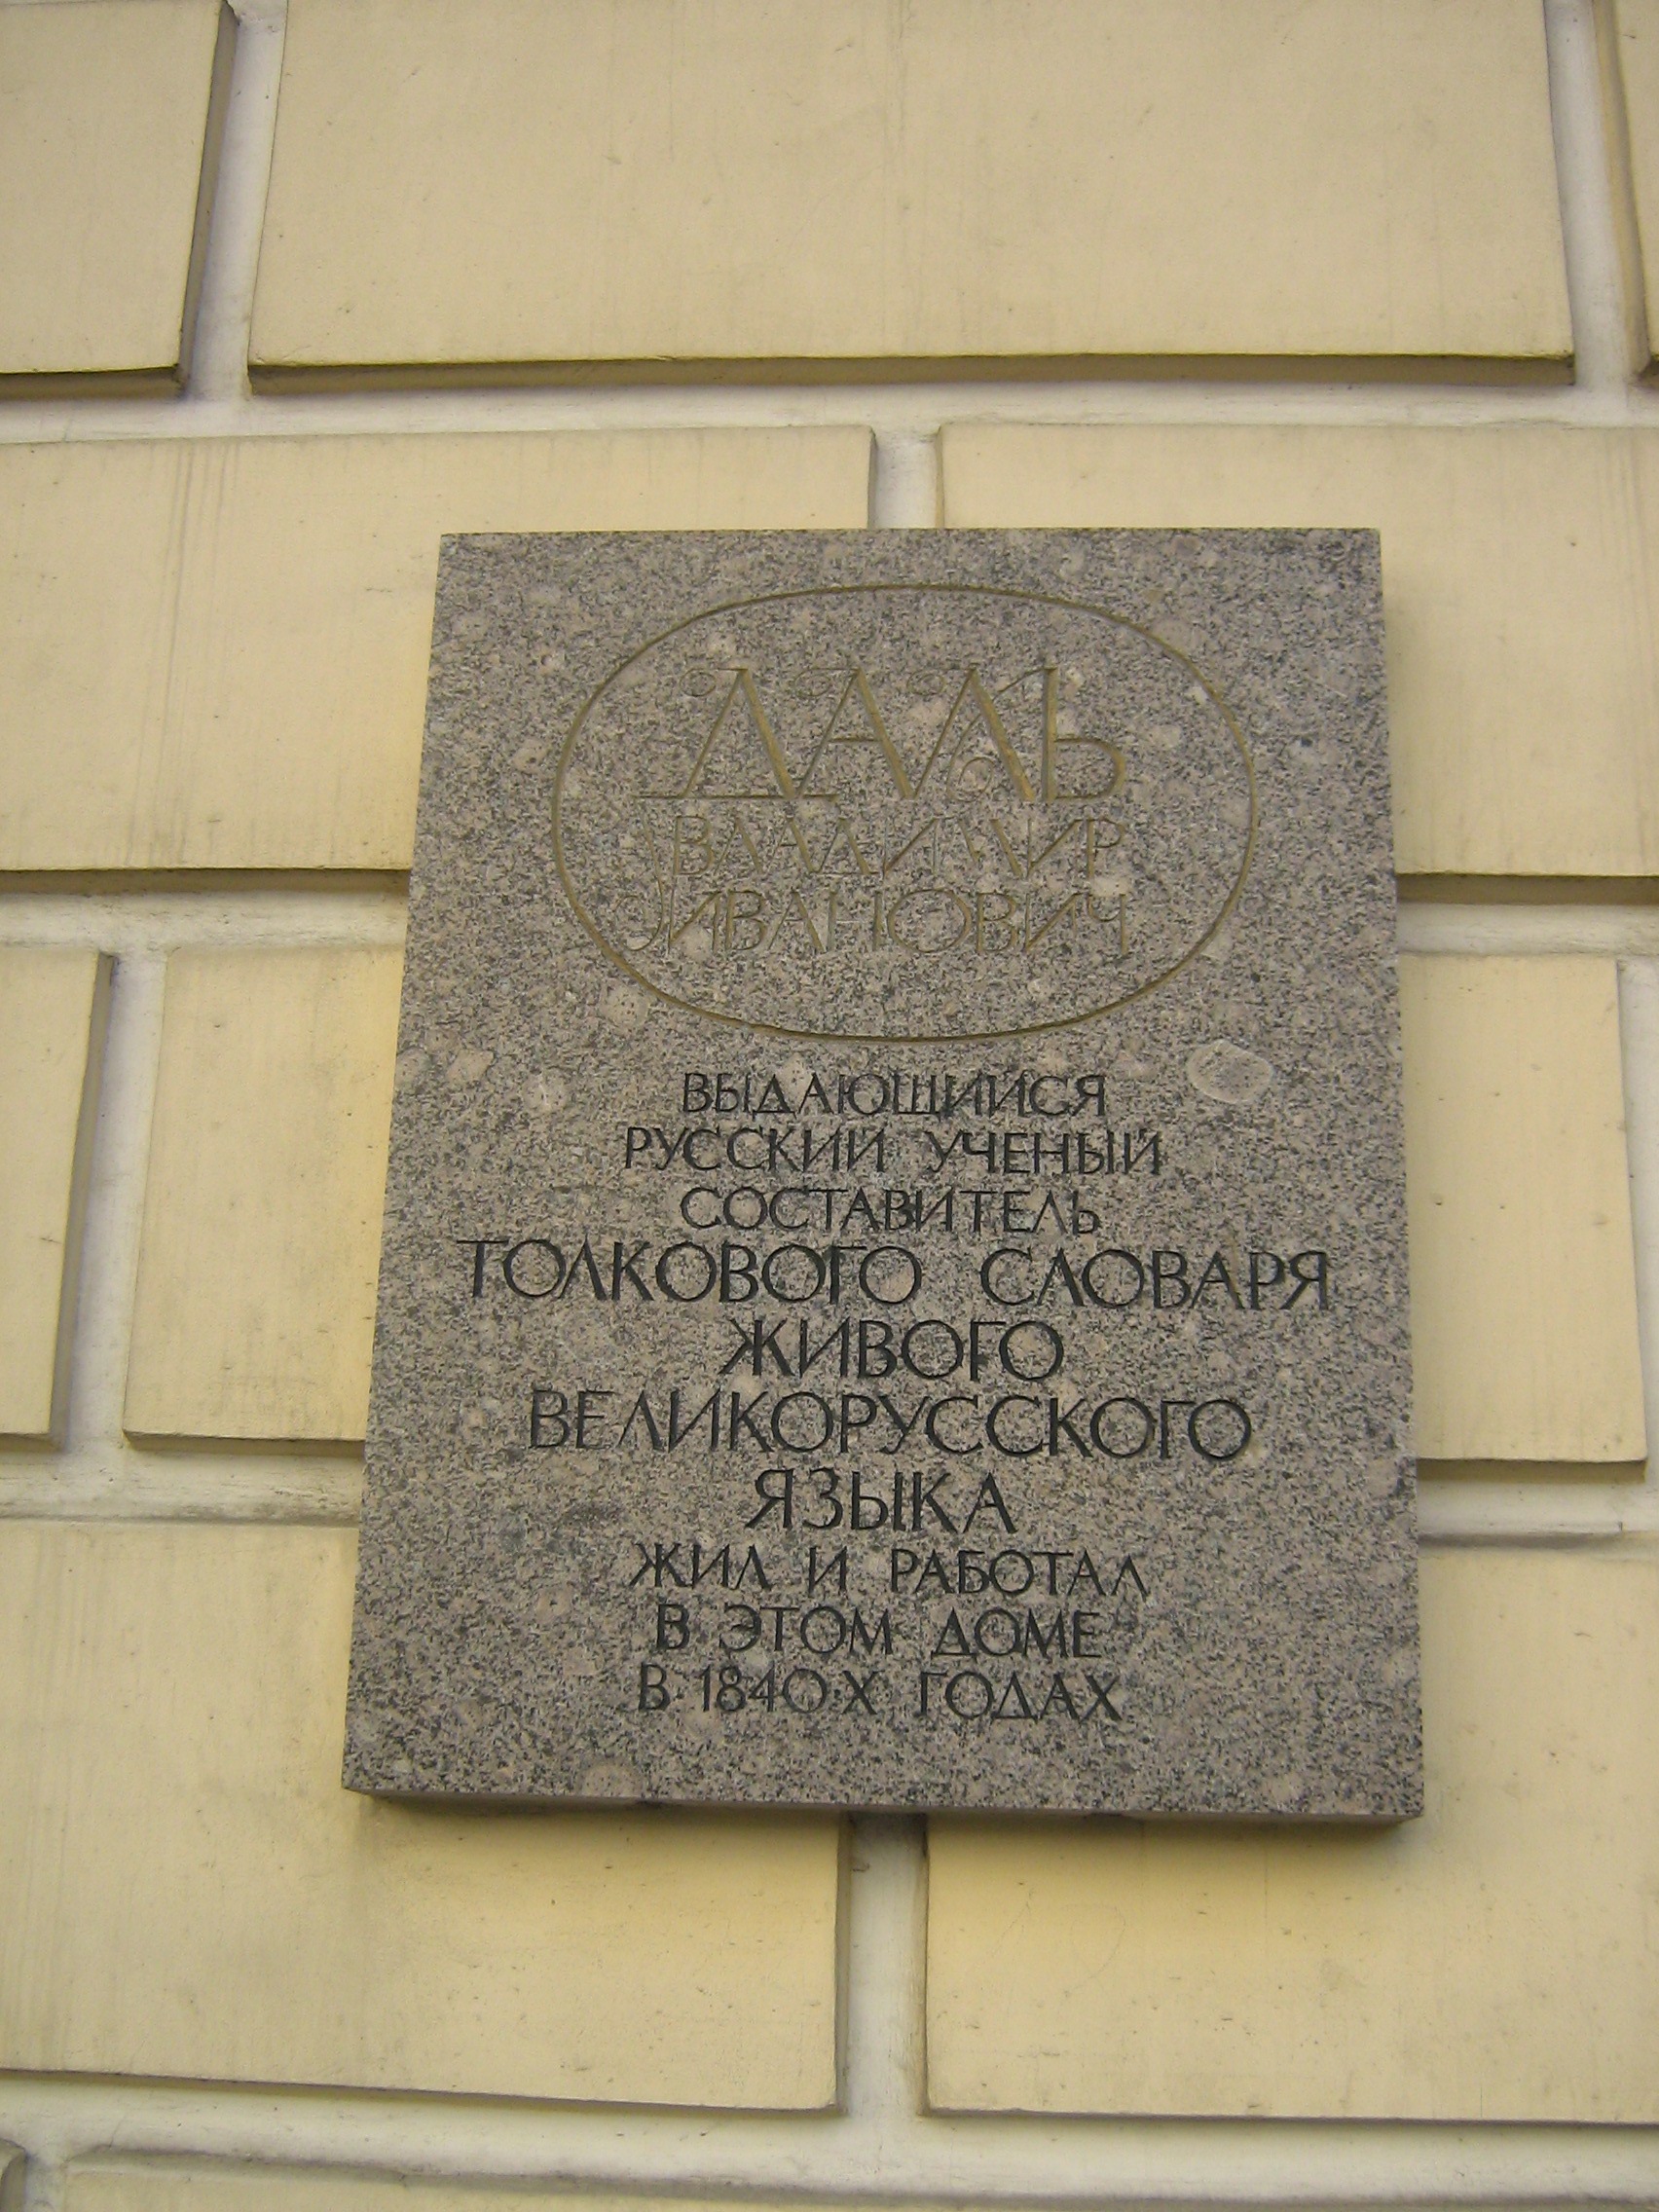 ДАЛЬ
ВЛАДИМИР
ИВАНОВИЧ
ВЫДАЮЩИЙСЯ
РУССКИЙ УЧЕНЫЙ
СОСТАВИТЕЛЬ
ТОЛКОВОГО СЛОВАРЯ
ЖИВОГО
ВЕЛИКОРУССКОГО
ЯЗЫКА
ЖИЛ И РАБОТАЛ
В ЭТОМ ДОМЕ
В 1840-Х ГОДАХ